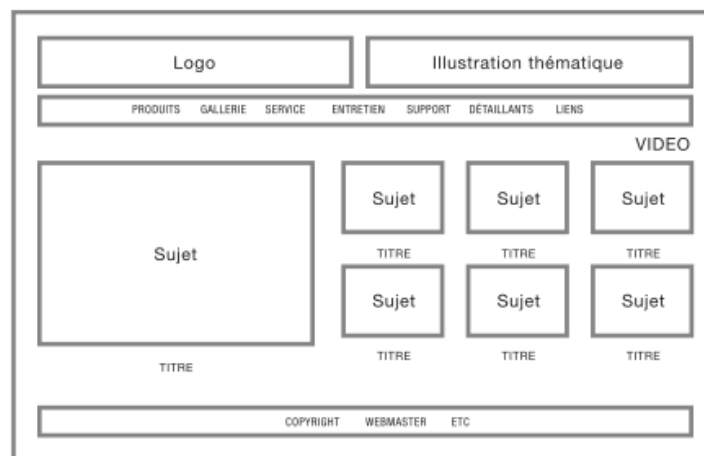 Logo
Illustration thématique
PRODUITS GALLERIE SERVICE ENTRETIEN SUPPORT DÉTAILLANTS LIENS
VIDEO
Sujet
TITRE
Sujet Sujet Sujet
TITRE TITRE TITRE
Sujet Sujet Sujet
TITRE TITRE TITRE
COPYRIGHT WEBMASTER ETC